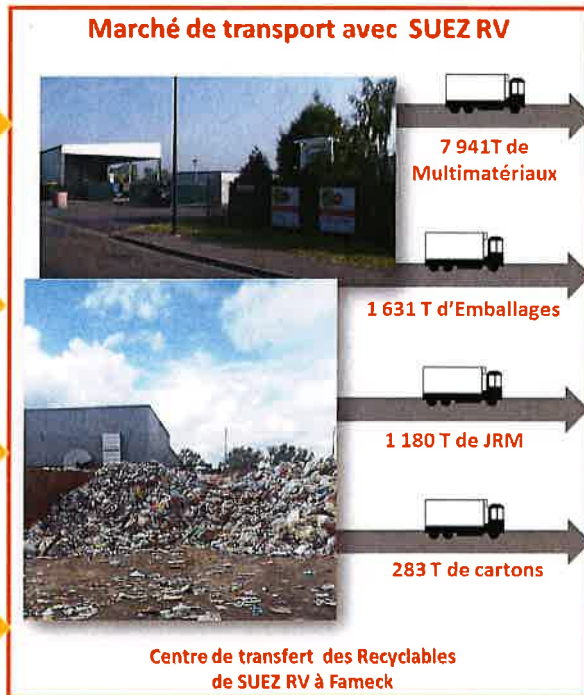 Marché de transport avec SUEZ RV
7 941T de
Multimatériaux
1 631 T d'Emballages
1 180 T de JRM
283 T de cartons
Centre de transfert des Recyclables
de SUEZ RV à Fameck